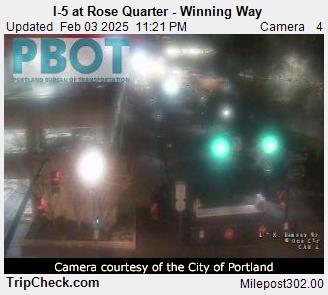 I-5 at Rose Quarter - Winning Way
Updated Feb 03 2025 11:21 PM Camera 4
PBOT
PORTLAND BUREAU OF TRANSPORTATION
Camera courtesy of the City of Portland
TripCheck.com Milepost302.00